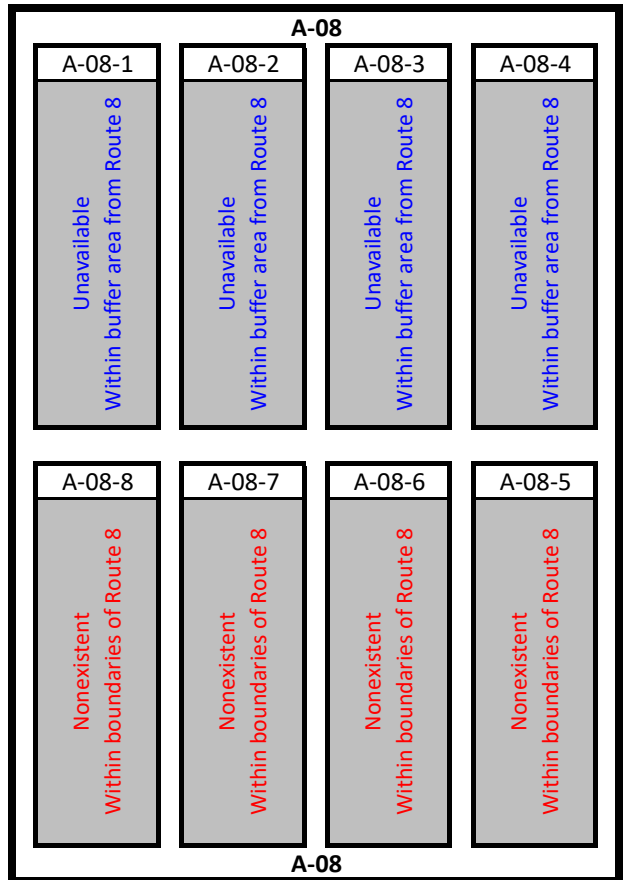 A-08
A-08-1
A-08-2
A-08-3
A-08-4
Unavailable
Within buffer area from Route 8
Unavailable
Within buffer area from Route 8
Unavailable
Within buffer area from Route 8
Unavailable
Within buffer area from Route 8
A-08-8
A-08-7
A-08-6
A-08-5
Nonexistent
Within boundaries of Route 8
Nonexistent
Within boundaries of Route 8
Nonexistent
Within boundaries of Route 8
Nonexistent
Within boundaries of Route 8
A-08